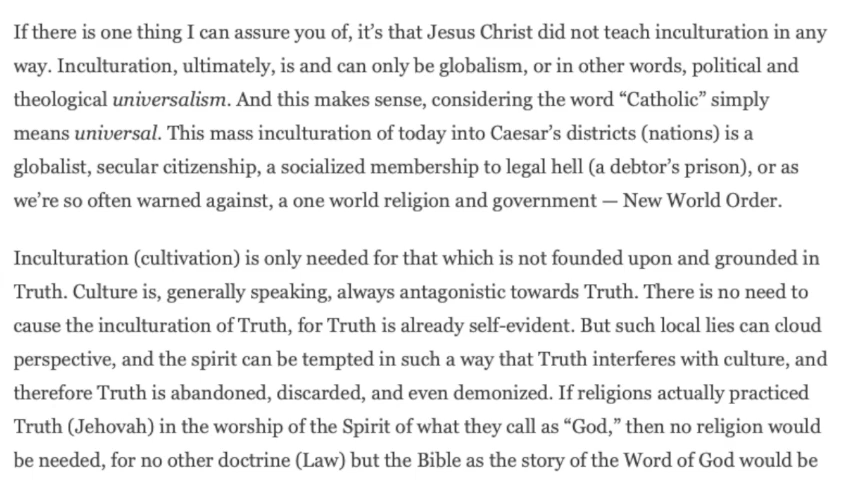 If there is one thing I can assure you of, it’s that Jesus Christ did not teach inculturation in any
way. Inculturation, ultimately, is and can only be globalism, or in other words, political and
theological universalism. And this makes sense, considering the word “Catholic” simply
means universal. This mass inculturation of today into Caesar’s districts (nations) is a
globalist, secular citizenship, a socialized membership to legal hell (a debtor’s prison), or as
we’re so often warned against, a one world religion and government — New World Order.
Inculturation (cultivation) is only needed for that which is not founded upon and grounded in
Truth. Culture is, generally speaking, always antagonistic towards Truth. There is no need to
cause the inculturation of Truth, for Truth is already self-evident. But such local lies can cloud
perspective, and the spirit can be tempted in such a way that Truth interferes with culture, and
therefore Truth is abandoned, discarded, and even demonized. If religions actually practiced
Truth (Jehovah) in the worship of the Spirit of what they call as “God,” then no religion would
be needed, for no other doctrine (Law) but the Bible as the story of the Word of God would be